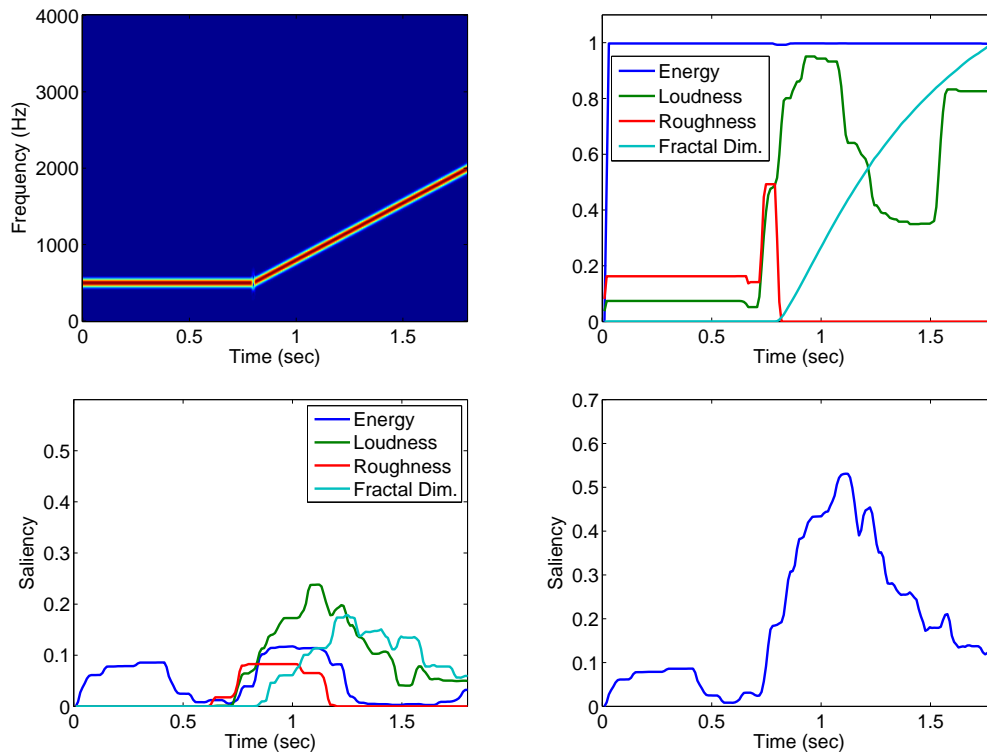 4000
3000
2000
1000
0
Frequency (Hz)
0
0.5
1
1.5
Time (sec)
1
0.8
0.6
0.4
0.2
0
Energy
Loudness
Roughness
Fractal Dim.
0
0.5
1
1.5
Time (sec)
0.5
0.4
0.3
0.2
0.1
0
Saliency
Energy
Loudness
Roughness
Fractal Dim.
0
0.5
1
1.5
Time (sec)
0.7
0.6
0.5
0.4
0.3
0.2
0.1
0
Saliency
0
0.5
1
1.5
Time (sec)